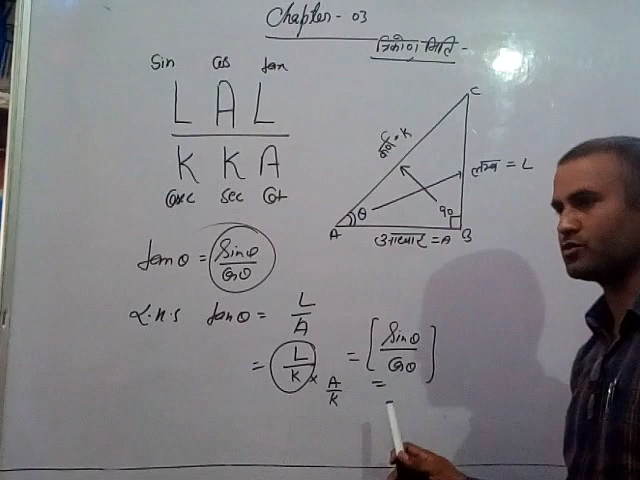 Chapter - 03
त्रिकोणमिति -
Sin cos tan
L A L
K K A
Cosec Sec Cot
C
कर्ण = K
लम्ब = L
θ 90
A आधार = A B
tanθ = Sinθ / Cosθ
L.H.S tanθ = L / A
= L / K × A / K = [ Sinθ / Cosθ ]
=